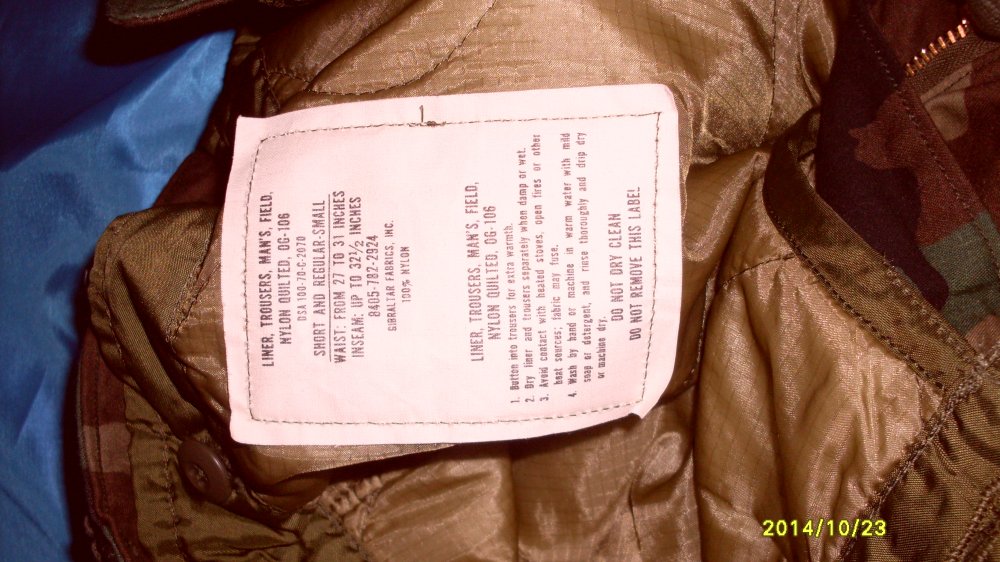 LINER, TROUSERS, MAN'S, FIELD,
NYLON QUILTED, OG-106
DSA 100-70-C-2070
SHORT AND REGULAR-SMALL
WAIST: FROM 27 TO 31 INCHES
INSEAM: UP TO 32½ INCHES
8405-782-2924
GIBRALTAR FABRICS, INC.
100% NYLON
LINER, TROUSERS, MAN'S, FIELD,
NYLON QUILTED, OG-106
1. Button into trousers for extra warmth.
2. Dry liner and trousers separately when damp or wet.
3. Avoid contact with heated stoves, open fires or other
heat sources; fabric may fuse.
4. Wash by hand or machine in warm water with mild
soap or detergent, and rinse thoroughly and drip dry
or machine dry.
DO NOT DRY CLEAN
DO NOT REMOVE THIS LABEL
2014/10/23